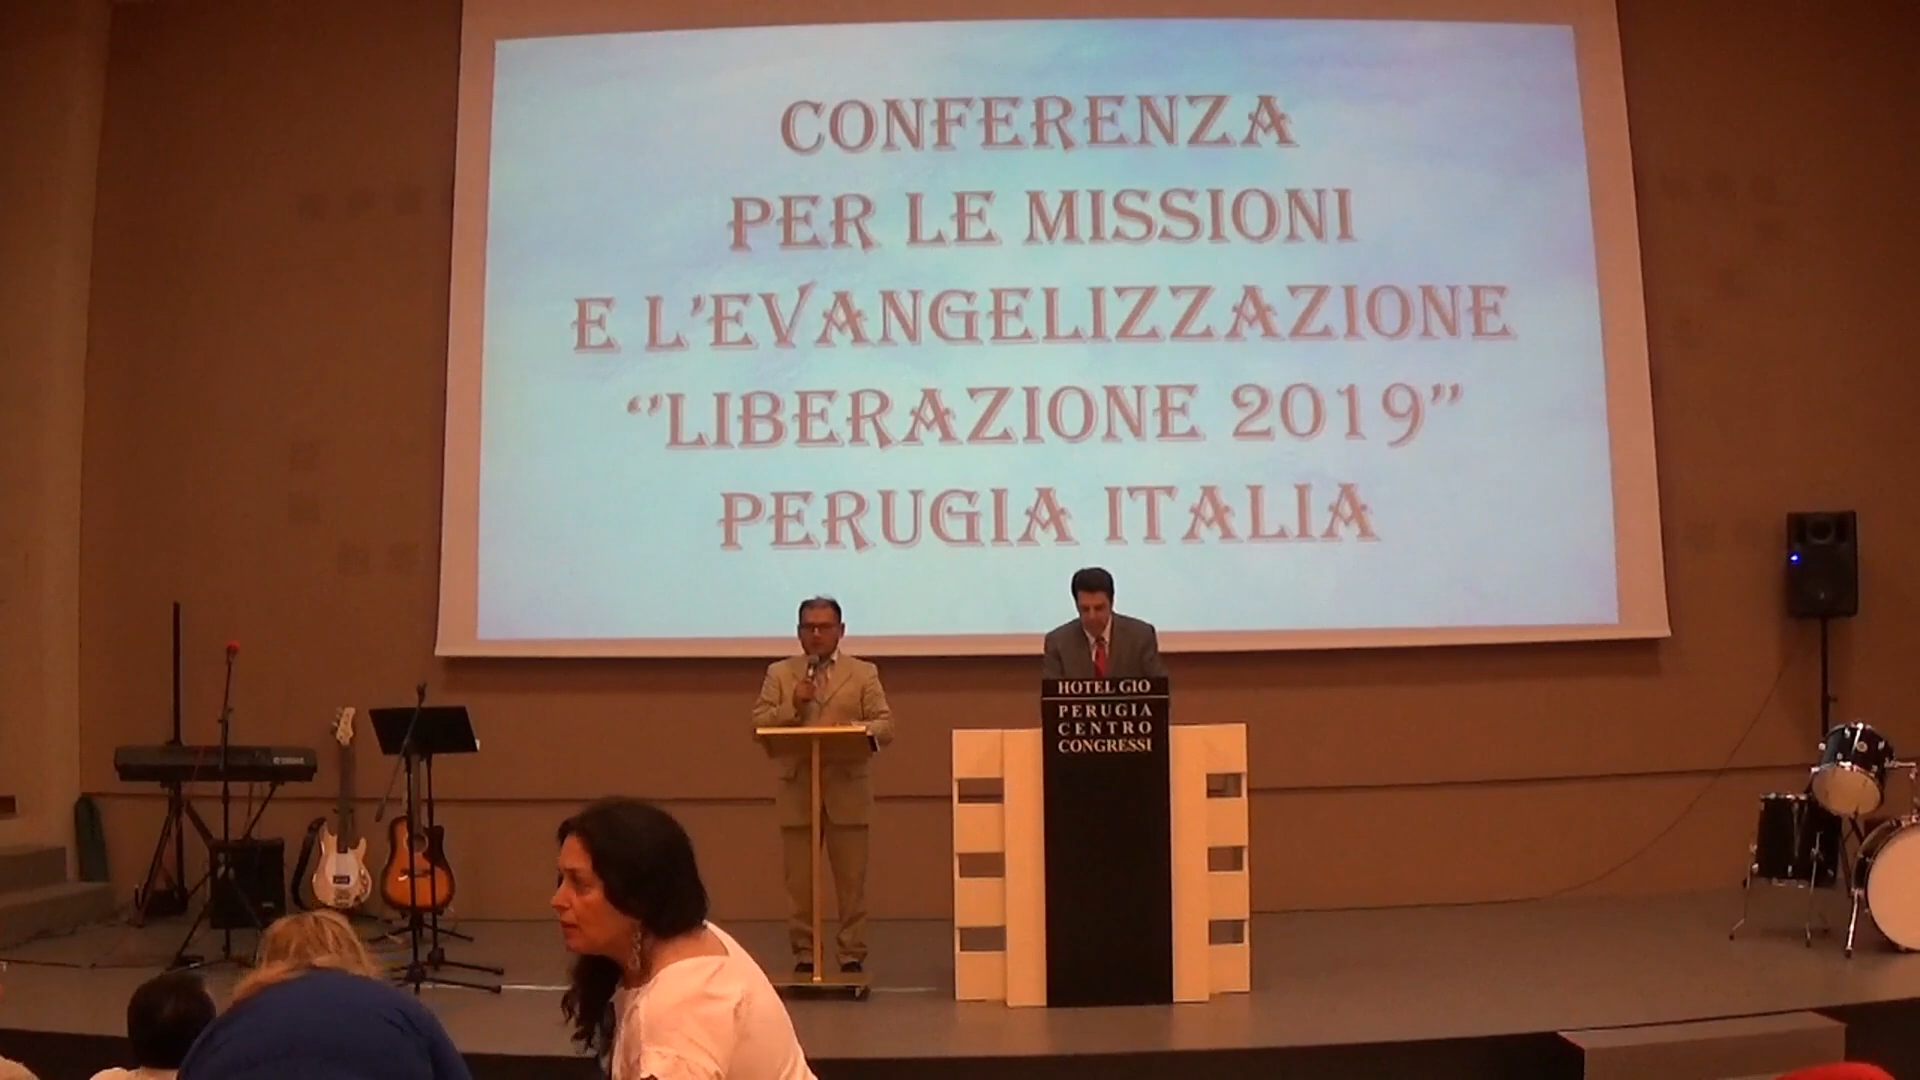 CONFERENZA
PER LE MISSIONI
E L'EVANGELIZZAZIONE
‘’LIBERAZIONE 2019’’
PERUGIA ITALIA
HOTEL GIO
PERUGIA
CENTRO
CONGRESSI